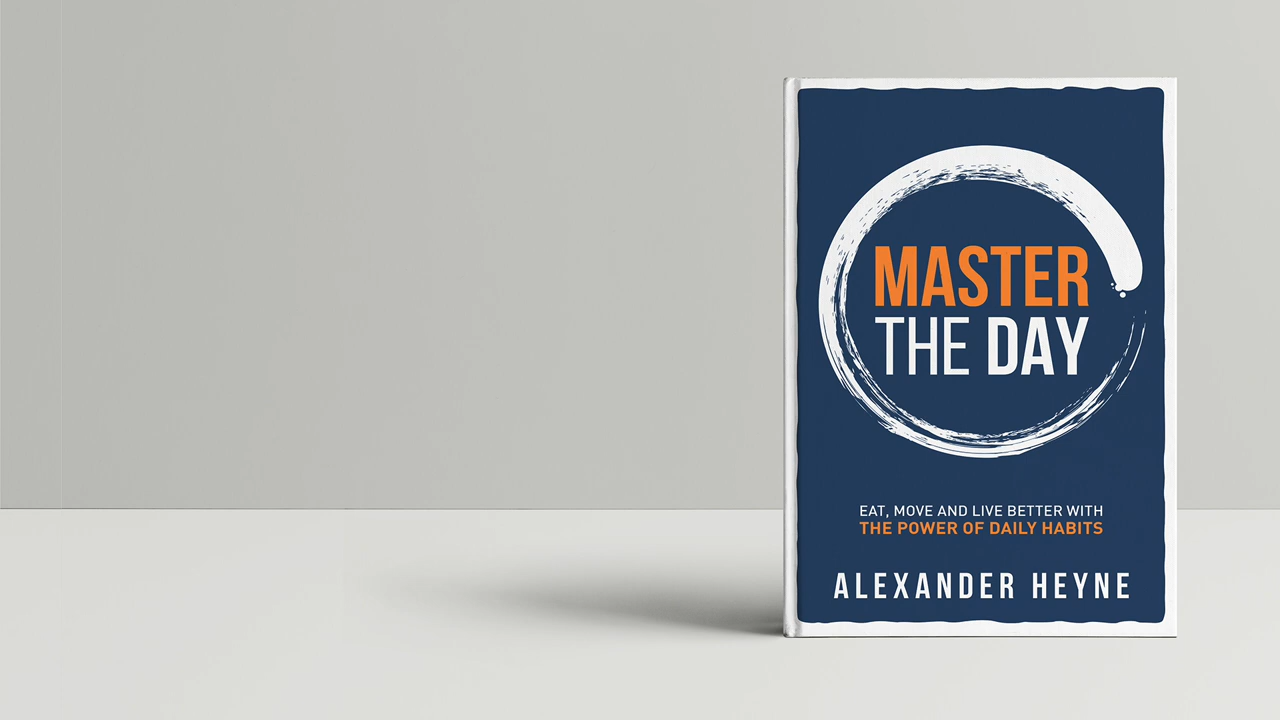 MASTER
THE DAY
EAT, MOVE AND LIVE BETTER WITH
THE POWER OF DAILY HABITS
ALEXANDER HEYNE